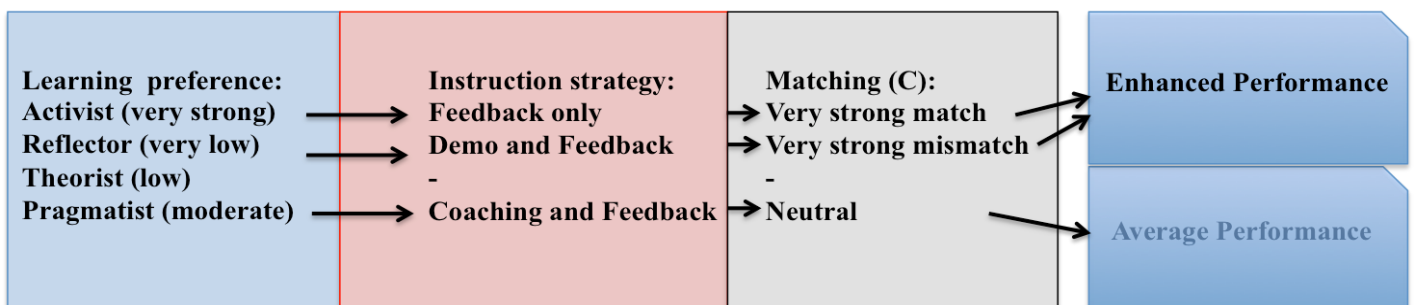 Learning preference:
Activist (very strong)
Reflector (very low)
Theorist (low)
Pragmatist (moderate)
Instruction strategy:
Feedback only
Demo and Feedback
-
Coaching and Feedback
Matching (C):
Very strong match
Very strong mismatch
-
Neutral
Enhanced Performance
Average Performance